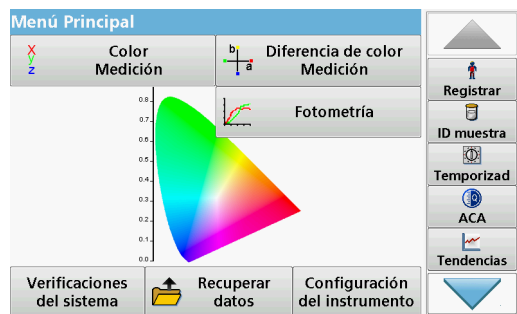 Menú Principal
X
y
z
Color
Medición
b
a
Diferencia de color
Medición
Fotometría
0.8
0.7
0.6
0.5
0.4
0.3
0.2
0.1
0.0
Verificaciones
del sistema
Recuperar
datos
Configuración
del instrumento
Registrar
ID muestra
Temporizad
ACA
Tendencias